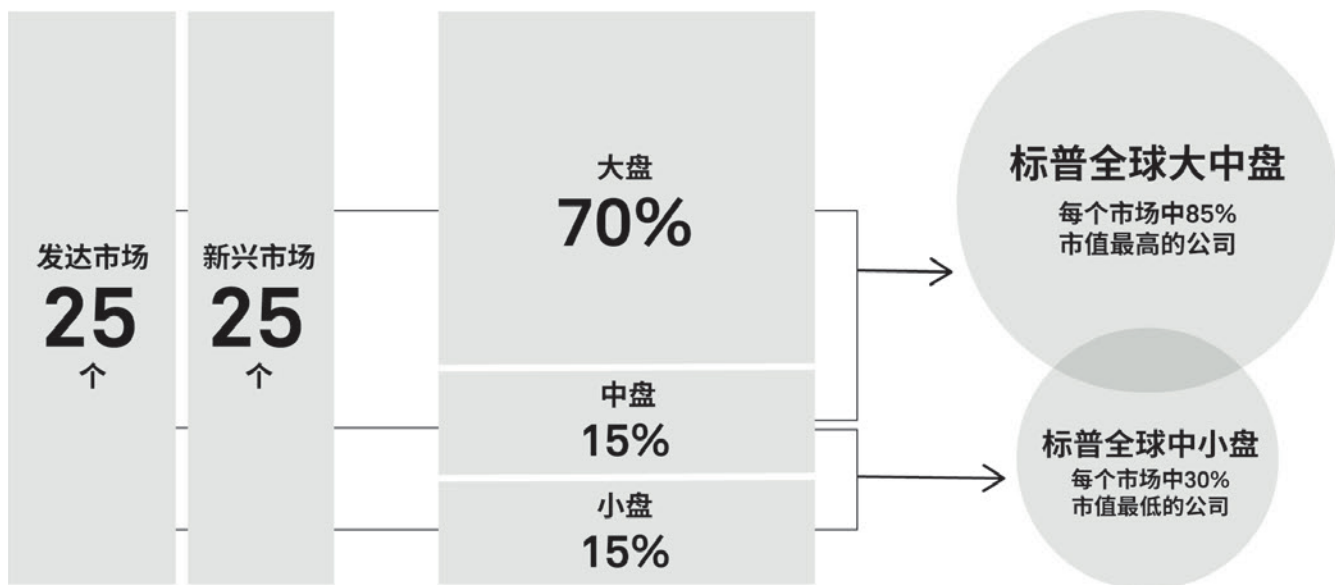 发达市场
25
个
新兴市场
25
个
大盘
70%
中盘
15%
小盘
15%
标普全球大中盘
每个市场中85%
市值最高的公司
标普全球中小盘
每个市场中30%
市值最低的公司